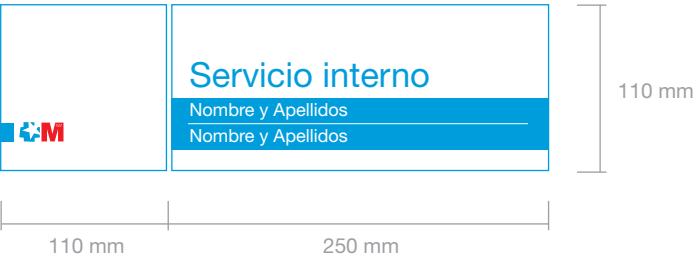 Servicio interno
Nombre y Apellidos
Nombre y Apellidos
110 mm
M
110 mm
250 mm